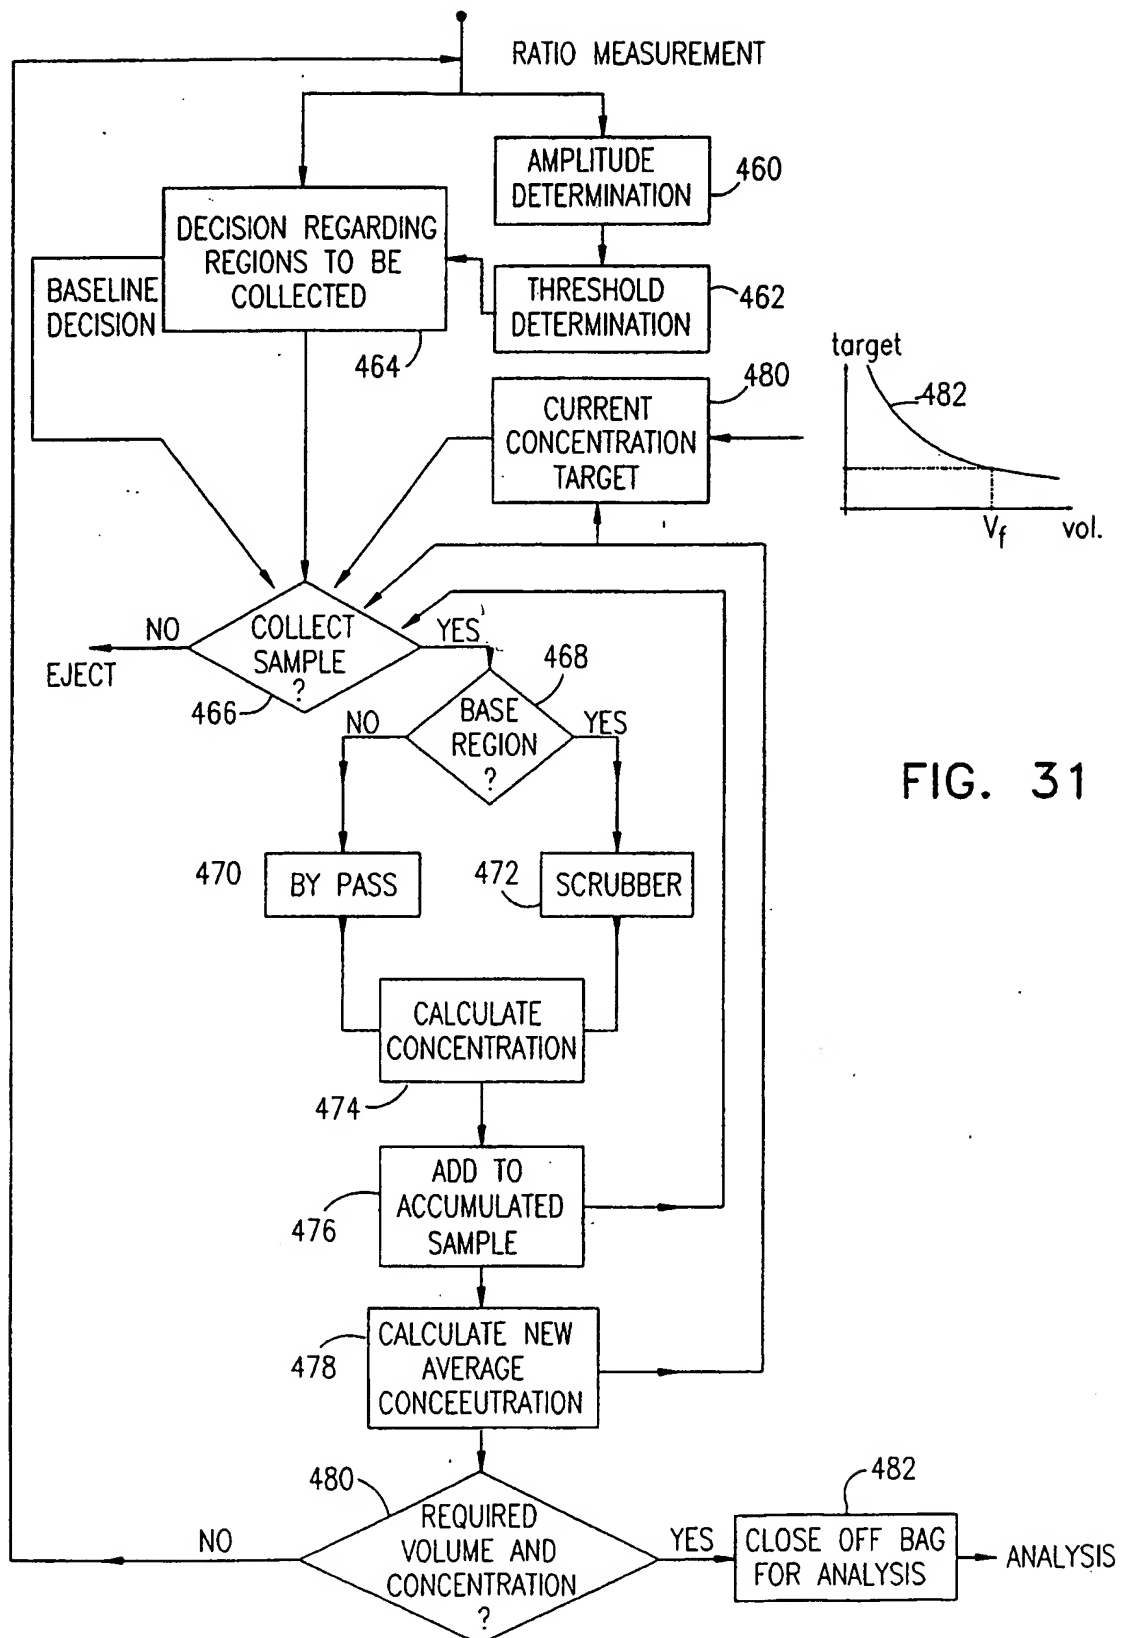 RATIO MEASUREMENT
AMPLITUDE
DETERMINATION
460
DECISION REGARDING
REGIONS TO BE
COLLECTED
464
THRESHOLD
DETERMINATION
462
BASELINE
DECISION
CURRENT
CONCENTRATION
TARGET
480
target
482
Vf
vol.
COLLECT
SAMPLE
?
466
NO
EJECT
YES
BASE
REGION
?
468
NO
YES
FIG. 31
470
BY PASS
472
SCRUBBER
CALCULATE
CONCENTRATION
474
ADD TO
ACCUMULATED
SAMPLE
476
CALCULATE NEW
AVERAGE
CONCEEUTRATION
478
480
REQUIRED
VOLUME AND
CONCENTRATION
?
NO
YES
482
CLOSE OFF BAG
FOR ANALYSIS
ANALYSIS